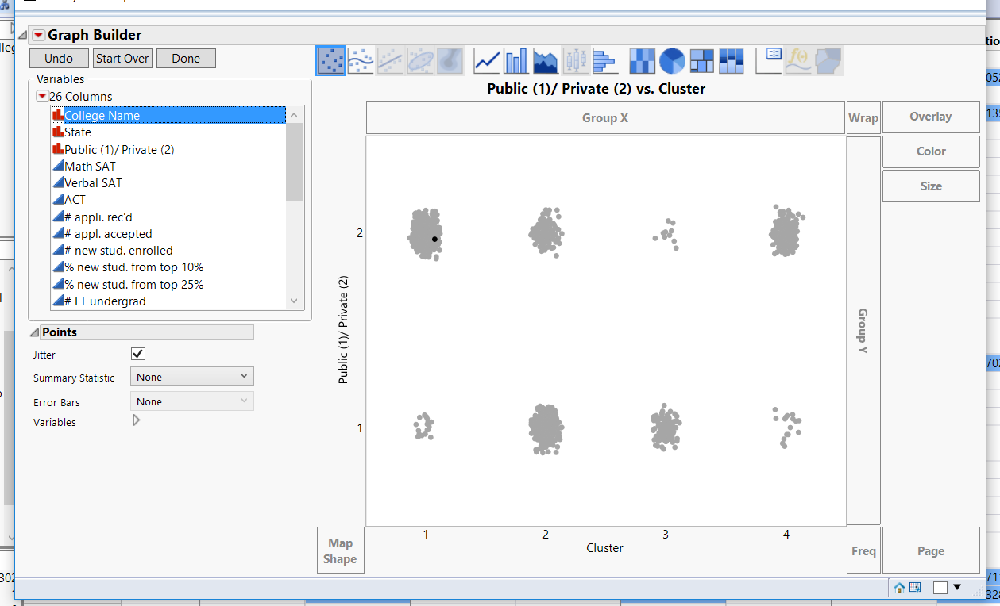 Graph Builder
Undo Start Over Done
Variables
26 Columns
College Name
State
Public (1)/ Private (2)
Math SAT
Verbal SAT
ACT
# appli. rec'd
# appl. accepted
# new stud. enrolled
% new stud. from top 10%
% new stud. from top 25%
# FT undergrad
Points
Jitter
Summary Statistic None
Error Bars None
Variables
Public (1)/ Private (2) vs. Cluster
Group X
Wrap
Overlay
Color
Size
Group Y
Public (1)/ Private (2)
2
1
1 2 3 4
Cluster
Map
Shape
Freq
Page